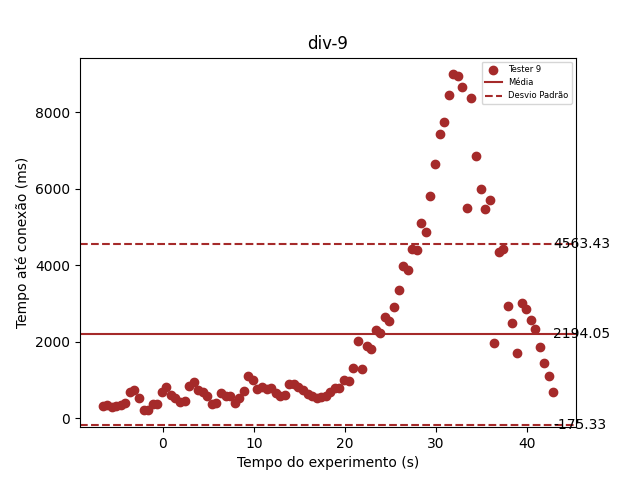 div-9
Tester 9
Média
Desvio Padrão
8000
6000
4000
2000
0
4563.43
2194.05
-175.33
0
10
20
30
40
Tempo até conexão (ms)
Tempo do experimento (s)